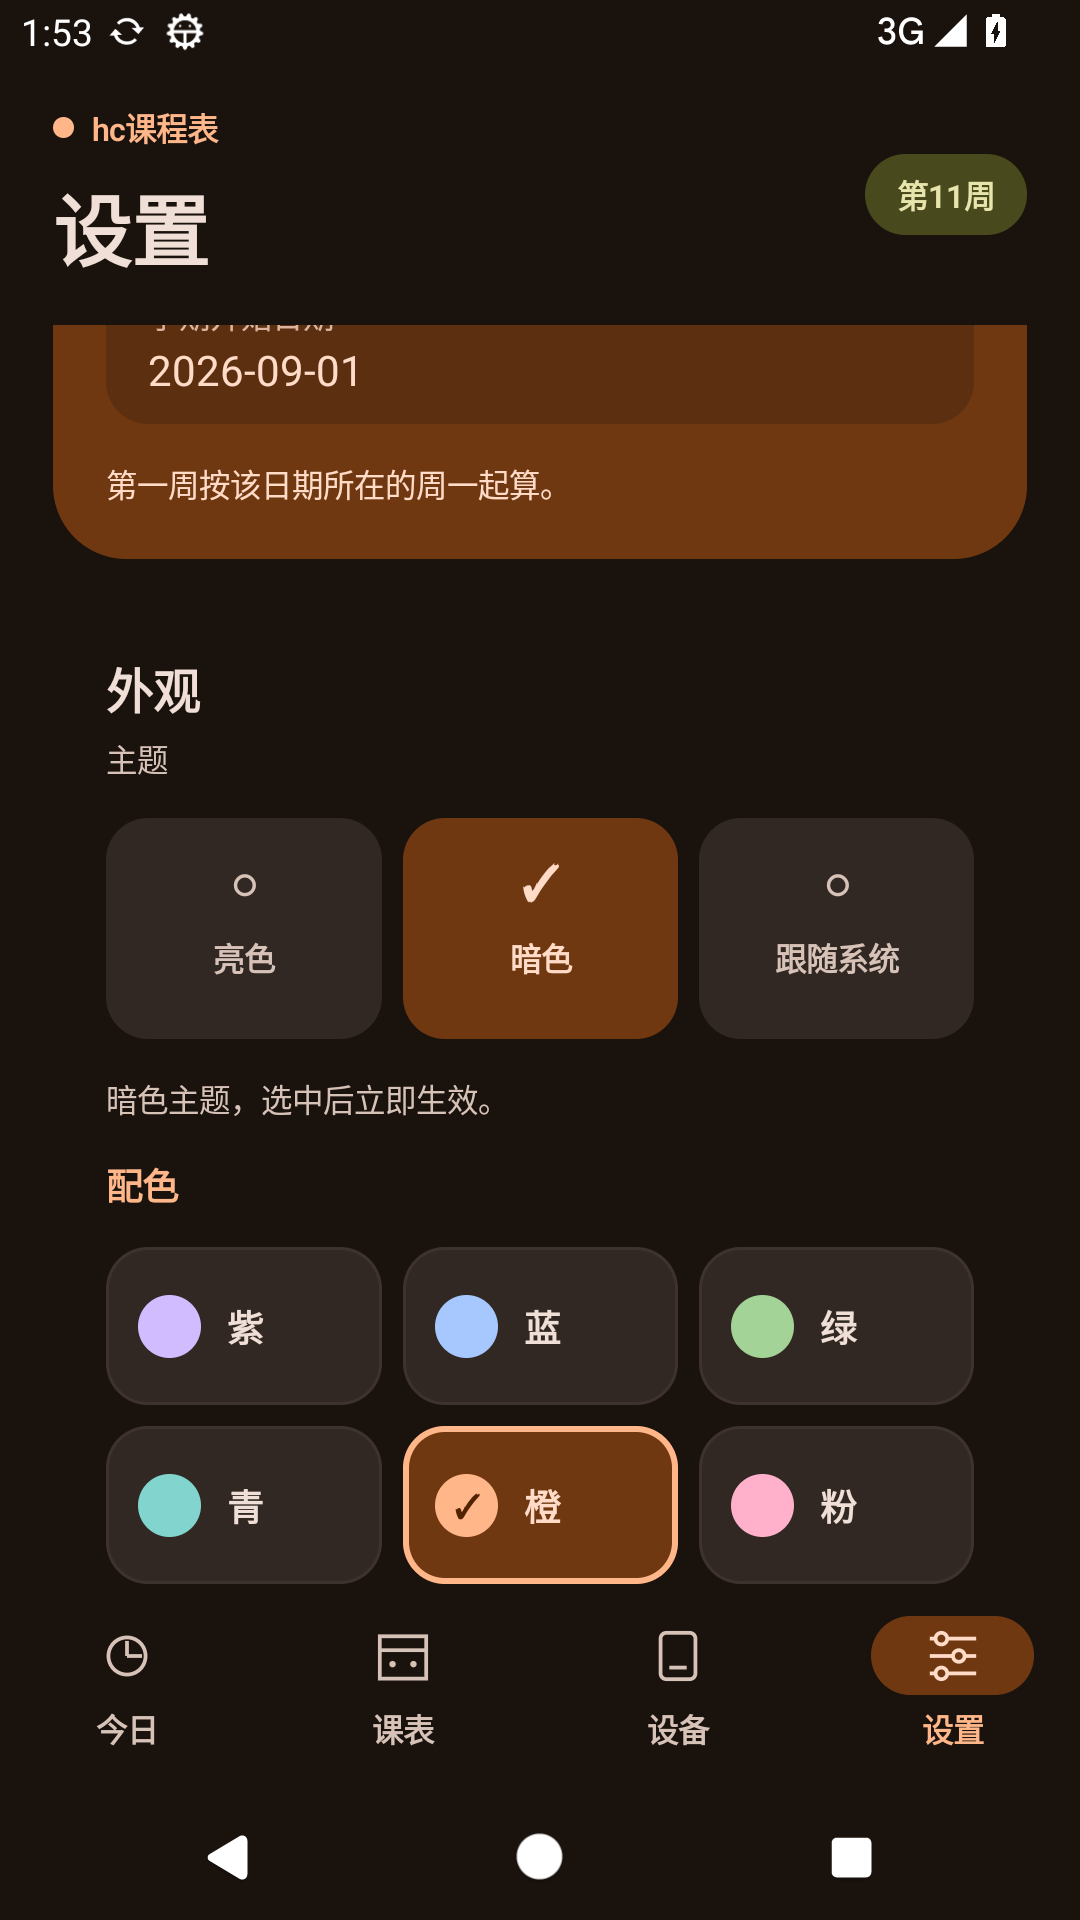 1:53
3G
hc课程表
设置
第11周
2026-09-01
第一周按该日期所在的周一起算。
外观
主题
亮色
暗色
跟随系统
暗色主题，选中后立即生效。
配色
紫
蓝
绿
青
橙
粉
今日
课表
设备
设置